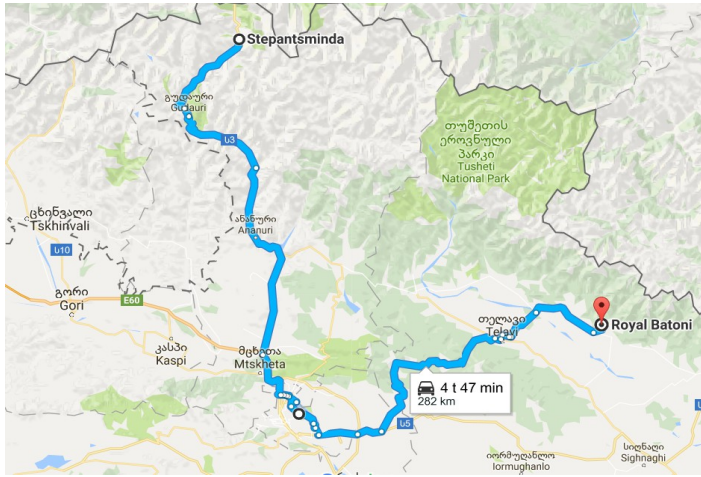 Stepantsminda
გუდაური
Gudauri
ს3
თუშეთის
ეროვნული
პარკი
Tusheti
National Park
ცხინვალი
Tskhinvali
ანანური
Ananuri
ს10
გორი
Gori
E60
თელავი
Telavi
Royal Batoni
კასპი
Kaspi
მცხეთა
Mtskheta
4 t 47 min
282 km
ს5
სიღნაღი
Sighnaghi
იორმუღანლო
Iormughanlo